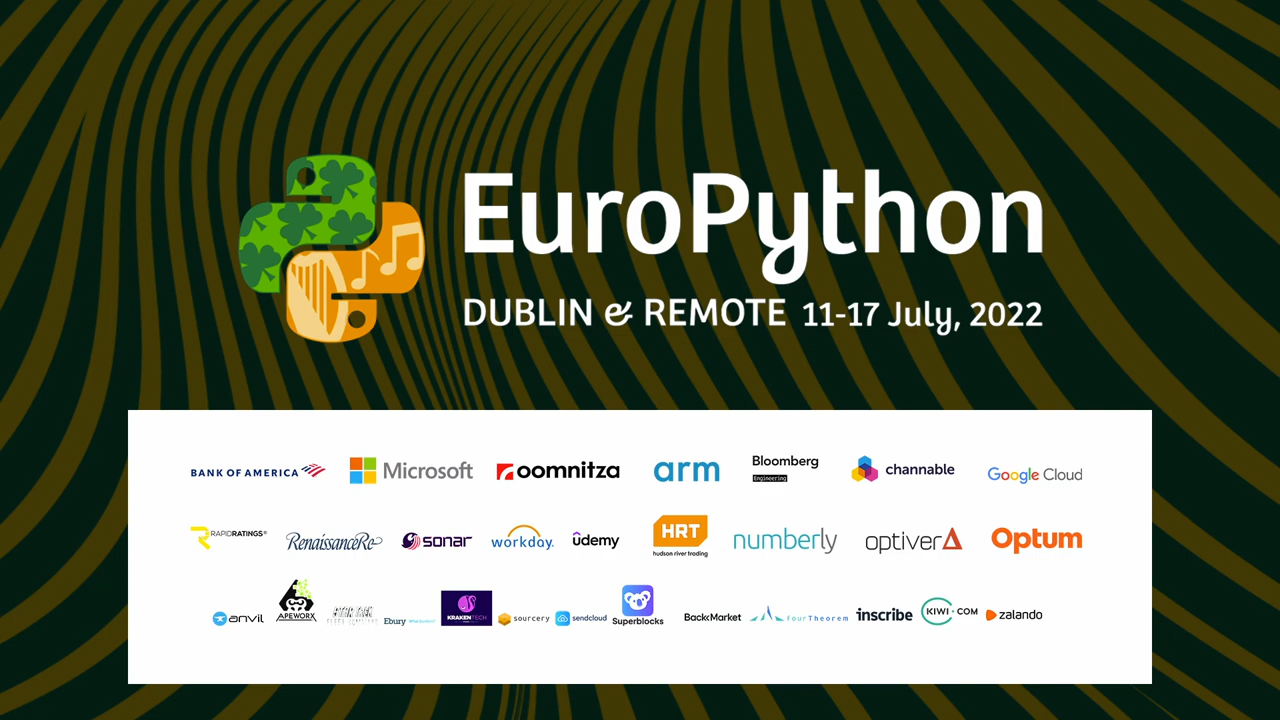 EuroPython
DUBLIN & REMOTE 11-17 July, 2022
BANK OF AMERICA Microsoft oomnitza arm Bloomberg Engineering channable Google Cloud
RAPIDRATINGS® RenaissanceRe sonar workday. udemy HRT hudson river trading numberly optiver Optum
anvil APEWORX Ebury KRAKENTECH sourcery sendcloud Superblocks BackMarket fourTheorem inscribe KIWI.COM zalando